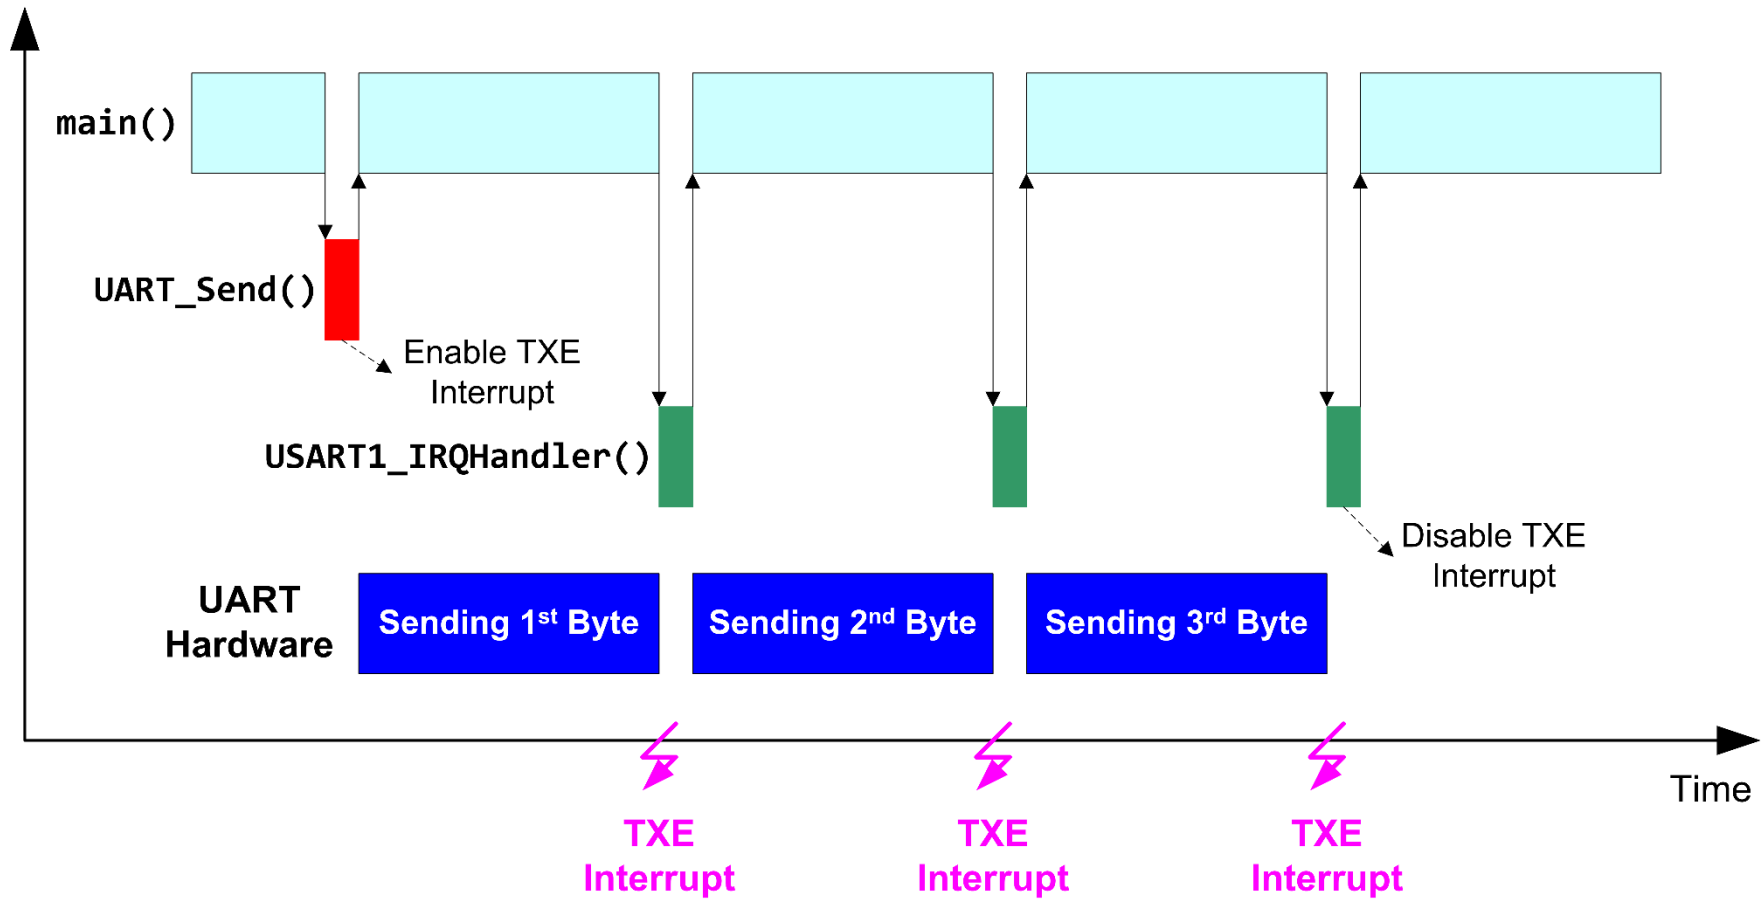 main()
UART_Send()
Enable TXE
Interrupt
USART1_IRQHandler()
Disable TXE
Interrupt
UART
Hardware
Sending 1st Byte
Sending 2nd Byte
Sending 3rd Byte
Time
TXE
Interrupt
TXE
Interrupt
TXE
Interrupt